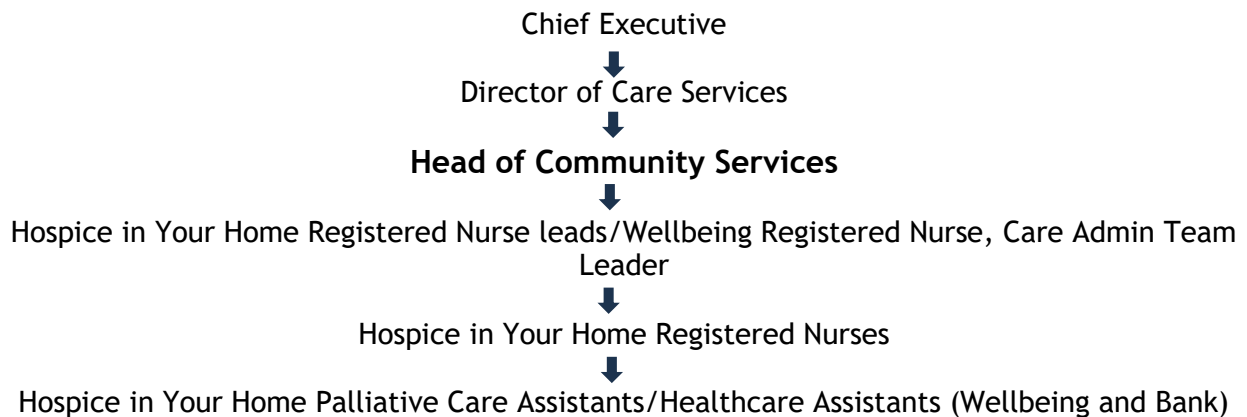 Chief Executive
Director of Care Services
Head of Community Services
Hospice in Your Home Registered Nurse leads/Wellbeing Registered Nurse, Care Admin Team
Leader
Hospice in Your Home Registered Nurses
Hospice in Your Home Palliative Care Assistants/Healthcare Assistants (Wellbeing and Bank)